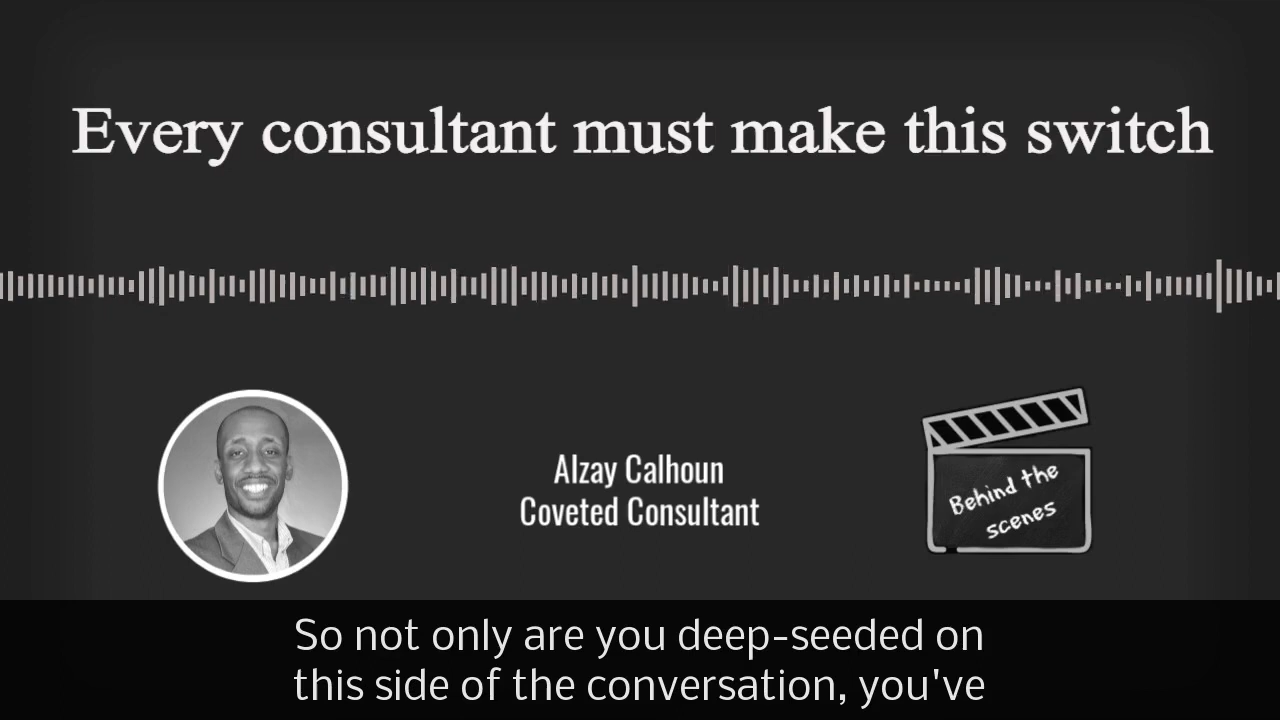 Every consultant must make this switch
Alzay Calhoun
Coveted Consultant
Behind the
scenes
So not only are you deep-seeded on
this side of the conversation, you've